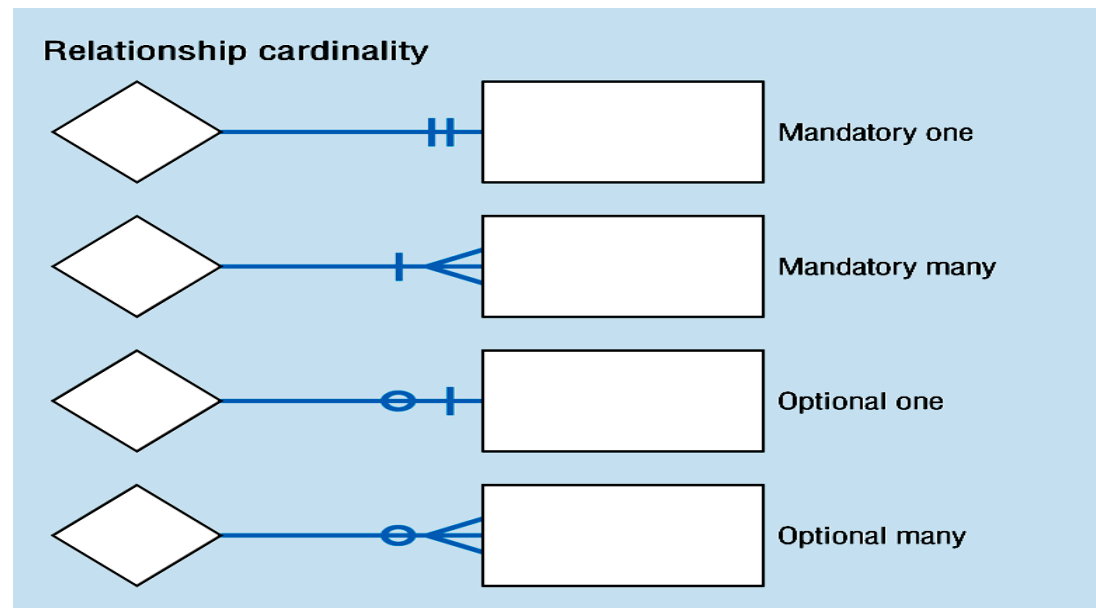 Relationship cardinality
Mandatory one
Mandatory many
Optional one
Optional many